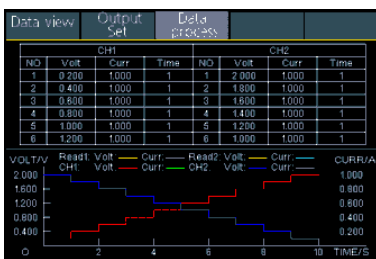 Data view Output Set Data process
CH1 CH2
NO Volt Curr Time NO Volt Curr Time
1 0.200 1.000 1 1 2.000 1.000 1
2 0.400 1.000 1 2 1.800 1.000 1
3 0.600 1.000 1 3 1.600 1.000 1
4 0.800 1.000 1 4 1.400 1.000 1
5 1.000 1.000 1 5 1.200 1.000 1
6 1.200 1.000 1 6 1.000 1.000 1
VOLT/V Read1: Volt: Curr: Read2: Volt: Curr: CURR/A
CH1: Volt: Curr: CH2: Volt: Curr:
2.000 1.000
1.600 0.800
1.200 0.600
0.800 0.400
0.400 0.200
0 2 4 6 8 10 TIME/S